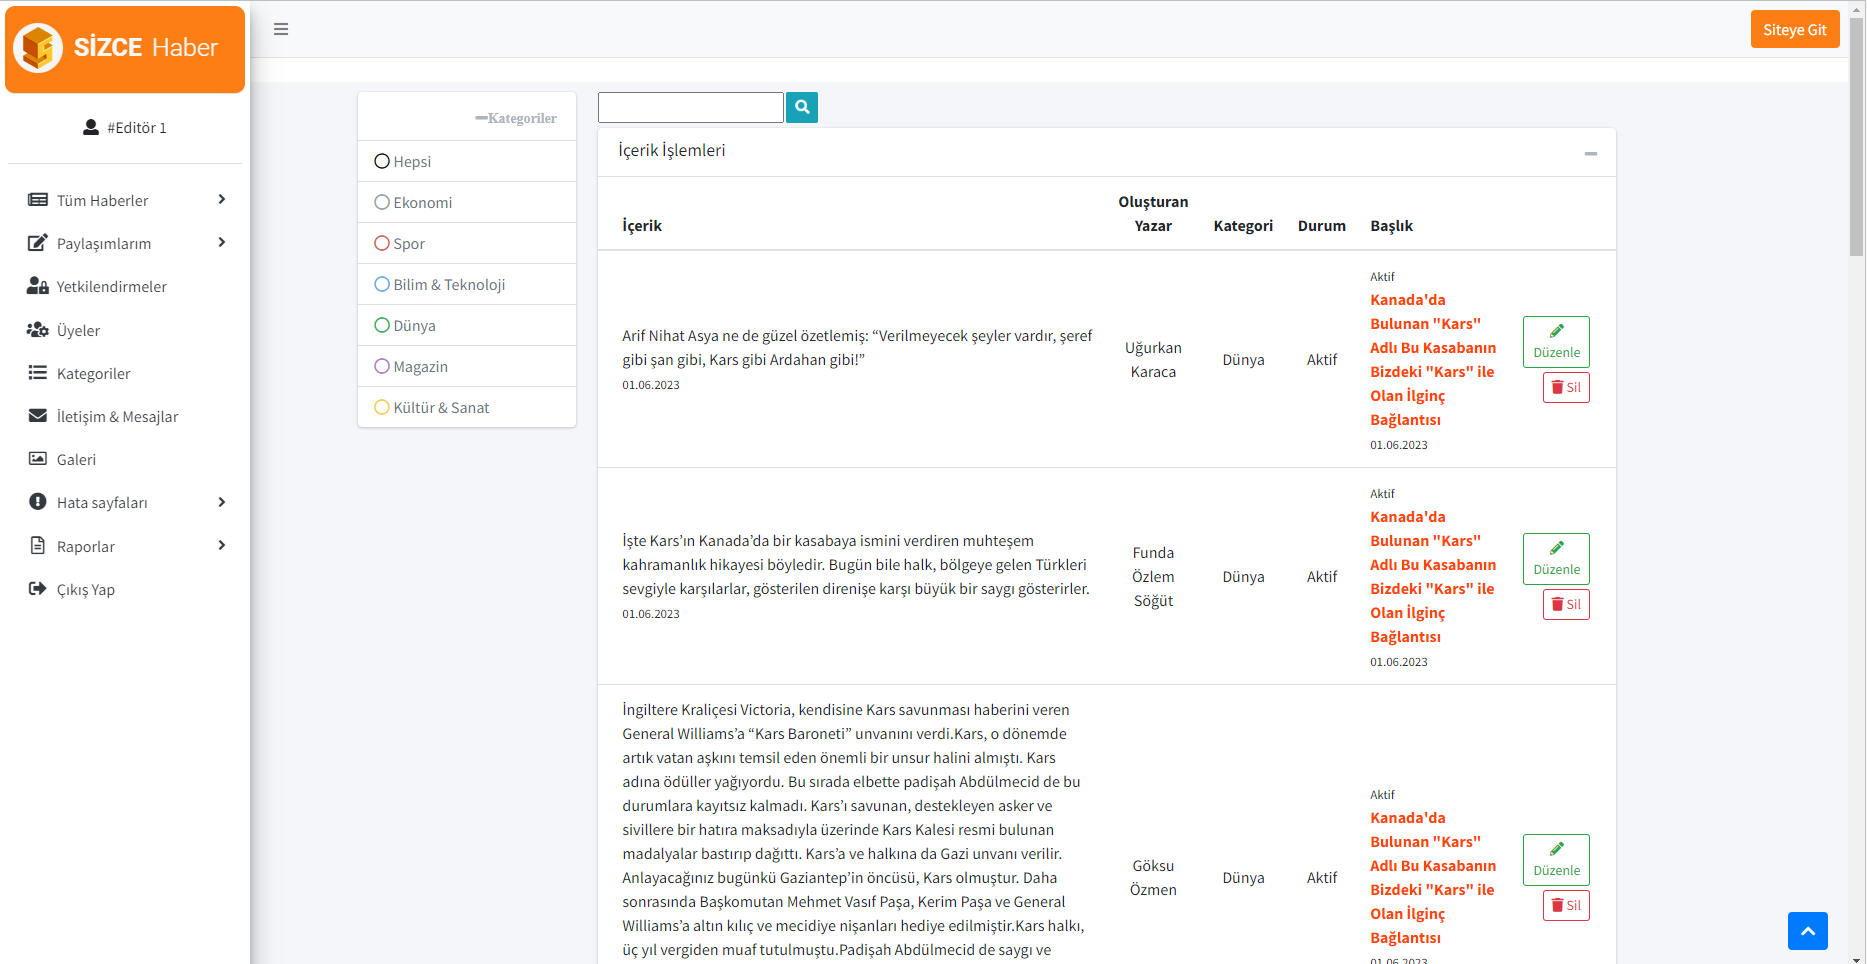 SİZCE Haber
Siteye Git
#Editör 1
Tüm Haberler
Paylaşımlarım
Yetkilendirmeler
Üyeler
Kategoriler
İletişim & Mesajlar
Galeri
Hata sayfaları
Raporlar
Çıkış Yap
Kategoriler
Hepsi
Ekonomi
Spor
Bilim & Teknoloji
Dünya
Magazin
Kültür & Sanat
İçerik İşlemleri
İçerik
Oluşturan
Yazar
Kategori
Durum
Başlık
Arif Nihat Asya ne de güzel özetlemiş: “Verilmeyecek şeyler vardır, şeref
gibi şan gibi, Kars gibi Ardahan gibi!”
01.06.2023
Uğurkan
Karaca
Dünya
Aktif
Aktif
Kanada'da
Bulunan "Kars"
Adlı Bu Kasabanın
Bizdeki "Kars" ile
Olan İlginç
Bağlantısı
01.06.2023
Düzenle
Sil
İşte Kars’ın Kanada’da bir kasabaya ismini verdiren muhteşem
kahramanlık hikayesi böyledir. Bugün bile halk, bölgeye gelen Türkleri
sevgiyle karşılarlar, gösterilen direnişe karşı büyük bir saygı gösterirler.
01.06.2023
Funda
Özlem
Söğüt
Dünya
Aktif
Aktif
Kanada'da
Bulunan "Kars"
Adlı Bu Kasabanın
Bizdeki "Kars" ile
Olan İlginç
Bağlantısı
01.06.2023
Düzenle
Sil
İngiltere Kraliçesi Victoria, kendisine Kars savunması haberini veren
General Williams’a “Kars Baroneti” unvanını verdi.Kars, o dönemde
artık vatan aşkını temsil eden önemli bir unsur halini almıştı. Kars
adına ödüller yağıyordu. Bu sırada elbette padişah Abdülmecid de bu
durumlara kayıtsız kalmadı. Kars’ı savunan, destekleyen asker ve
sivillere bir hatıra maksadıyla üzerinde Kars Kalesi resmi bulunan
madalyalar bastırıp dağıttı. Kars’a ve halkına da Gazi unvanı verilir.
Anlayacağınız bugünkü Gaziantep’in öncüsü, Kars olmuştur. Daha
sonrasında Başkomutan Mehmet Vasıf Paşa, Kerim Paşa ve General
Williams’a altın kılıç ve mecidiye nişanları hediye edilmiştir.Kars halkı,
üç yıl vergiden muaf tutulmuştu.Padişah Abdülmecid de saygı ve
Göksu
Özmen
Dünya
Aktif
Aktif
Kanada'da
Bulunan "Kars"
Adlı Bu Kasabanın
Bizdeki "Kars" ile
Olan İlginç
Bağlantısı
01.06.2023
Düzenle
Sil